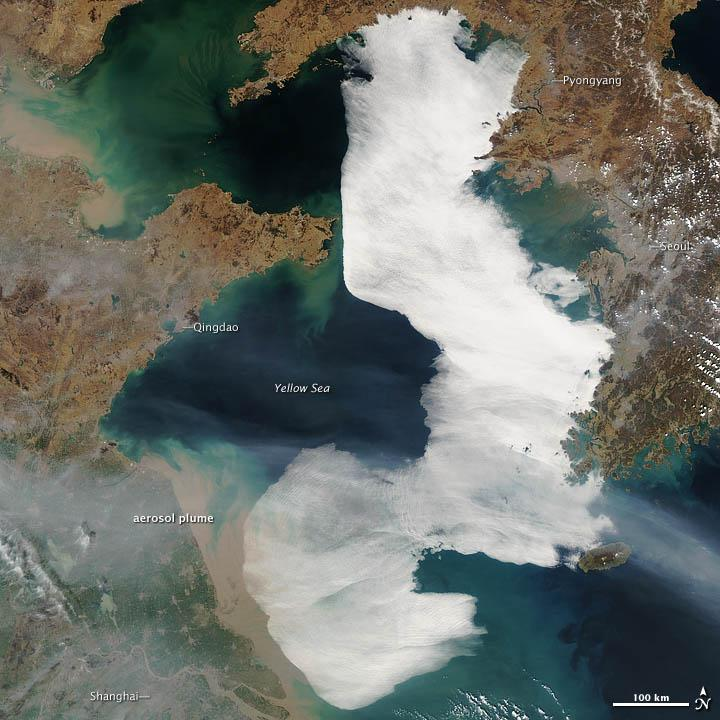 Pyongyang
Seoul
Qingdao
Yellow Sea
aerosol plume
Shanghai
100 km
N